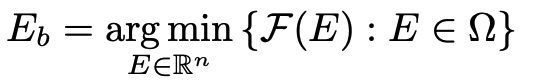 E_b = \underset{E \in \mathbb{R}^n}{\arg\min} \{ \mathcal{F}(E) : E \in \Omega \}